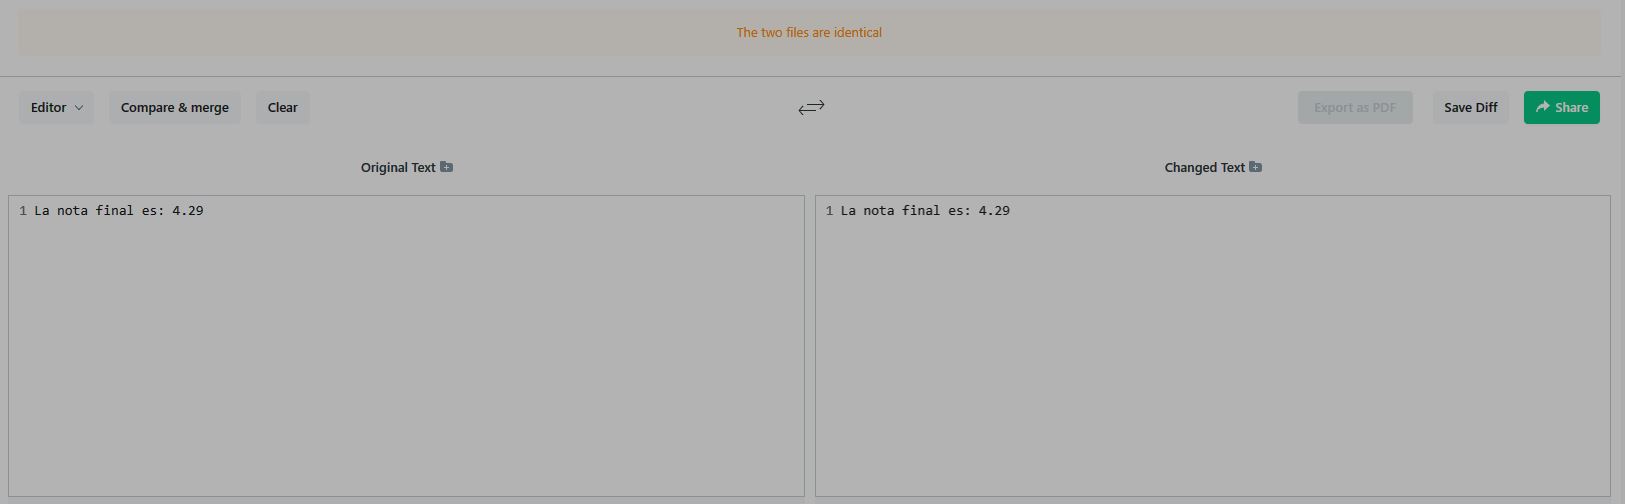 The two files are identical
Editor Compare & merge Clear Export as PDF Save Diff Share
Original Text Changed Text
1 La nota final es: 4.29
1 La nota final es: 4.29